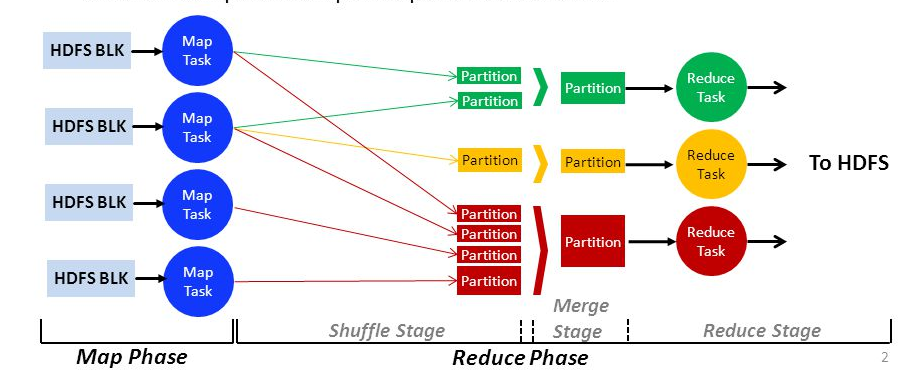 HDFS BLK
Map
Task
HDFS BLK
Map
Task
HDFS BLK
Map
Task
HDFS BLK
Map
Task
Partition
Partition
Partition
Partition
Partition
Partition
Partition
Partition
Partition
Partition
Reduce
Task
Reduce
Task
Reduce
Task
To HDFS
Shuffle Stage
Merge
Stage
Reduce Stage
Map Phase
Reduce Phase
2